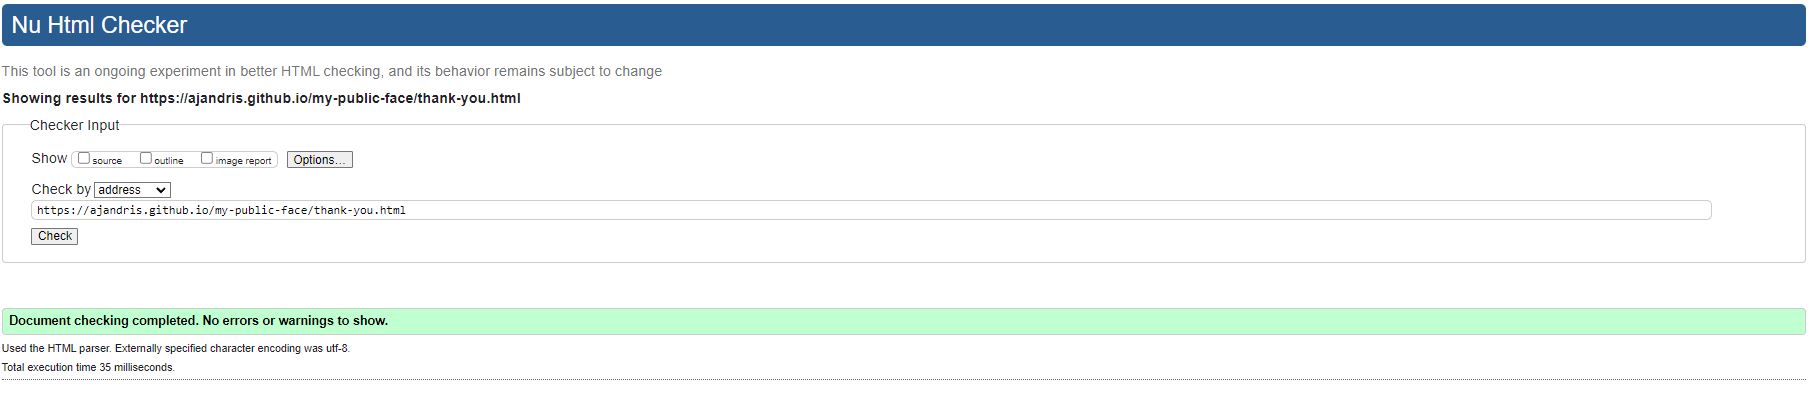 Nu Html Checker
This tool is an ongoing experiment in better HTML checking, and its behavior remains subject to change
Showing results for https://ajandris.github.io/my-public-face/thank-you.html
Checker Input
Show source outline image report Options...
Check by address
https://ajandris.github.io/my-public-face/thank-you.html
Check
Document checking completed. No errors or warnings to show.
Used the HTML parser. Externally specified character encoding was utf-8.
Total execution time 35 milliseconds.